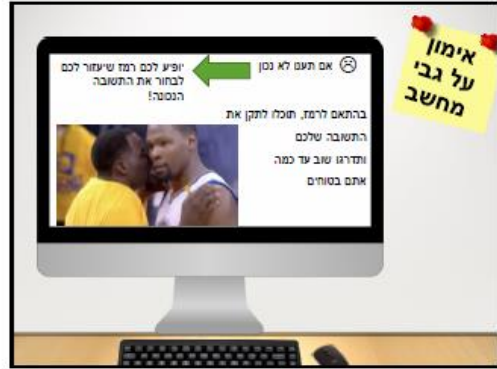 אימון
על גבי
מחשב
☹ אם תענו לא נכון
יופיע לכם רמז שיעזור לכם
לבחור את התשובה
הנכונה!
בהתאם לרמז, תוכלו לתקן את
התשובה שלכם
ותדרגו שוב עד כמה
אתם בטוחים